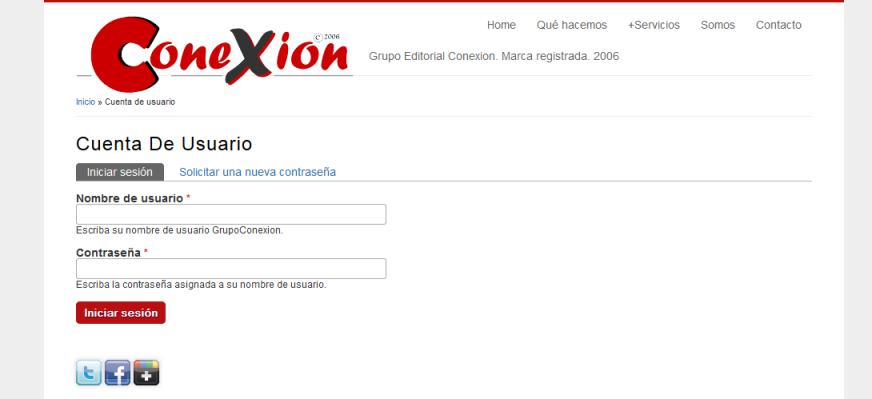 ConeXion
© 2006
Home Qué hacemos +Servicios Somos Contacto
Grupo Editorial Conexion. Marca registrada. 2006
Inicio » Cuenta de usuario
Cuenta De Usuario
Iniciar sesión Solicitar una nueva contraseña
Nombre de usuario *
Escriba su nombre de usuario GrupoConexion.
Contraseña *
Escriba la contraseña asignada a su nombre de usuario.
Iniciar sesión